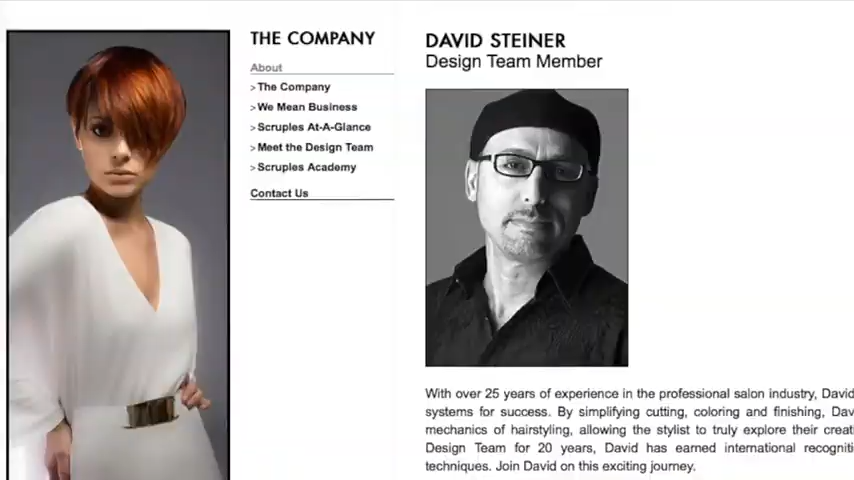 THE COMPANY
About
> The Company
> We Mean Business
> Scruples At-A-Glance
> Meet the Design Team
> Scruples Academy
Contact Us
DAVID STEINER
Design Team Member
With over 25 years of experience in the professional salon industry, David
systems for success. By simplifying cutting, coloring and finishing, Dav
mechanics of hairstyling, allowing the stylist to truly explore their creati
Design Team for 20 years, David has earned international recogniti
techniques. Join David on this exciting journey.